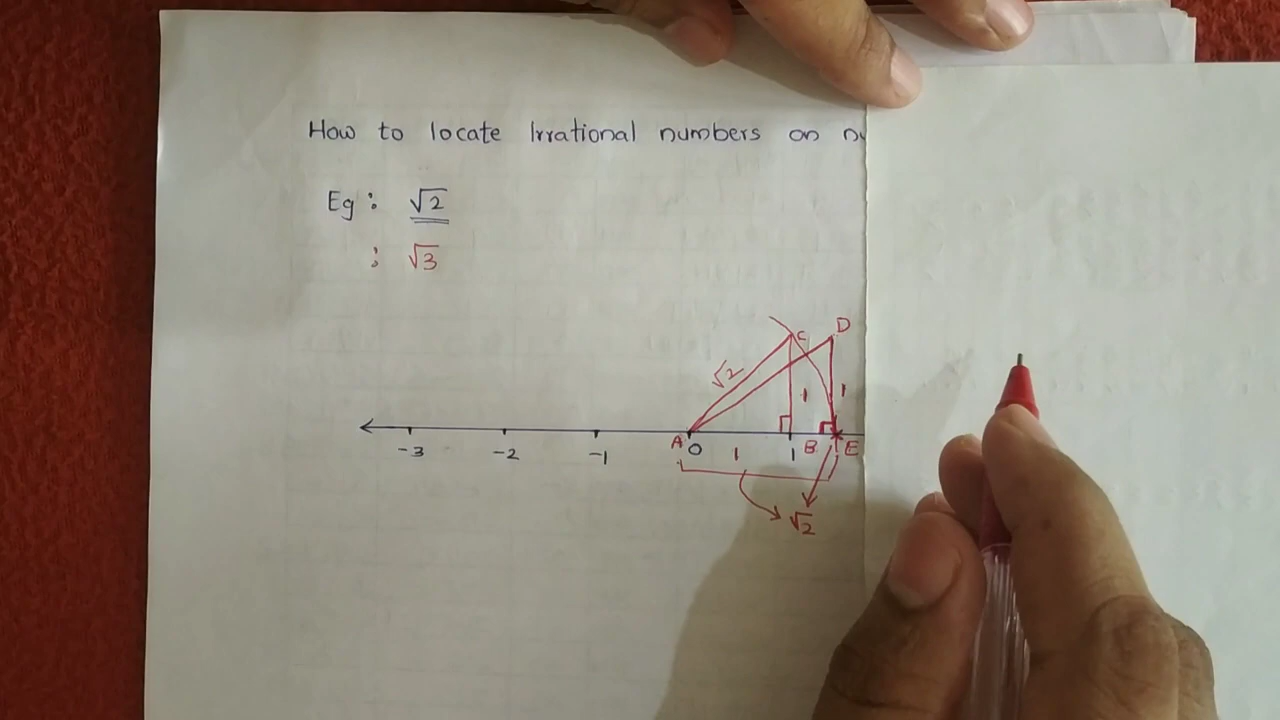 How to locate Irrational numbers on
Eg : √2
: √3
C D
√2 1 1
A B E
-3 -2 -1 0 1 1
√2